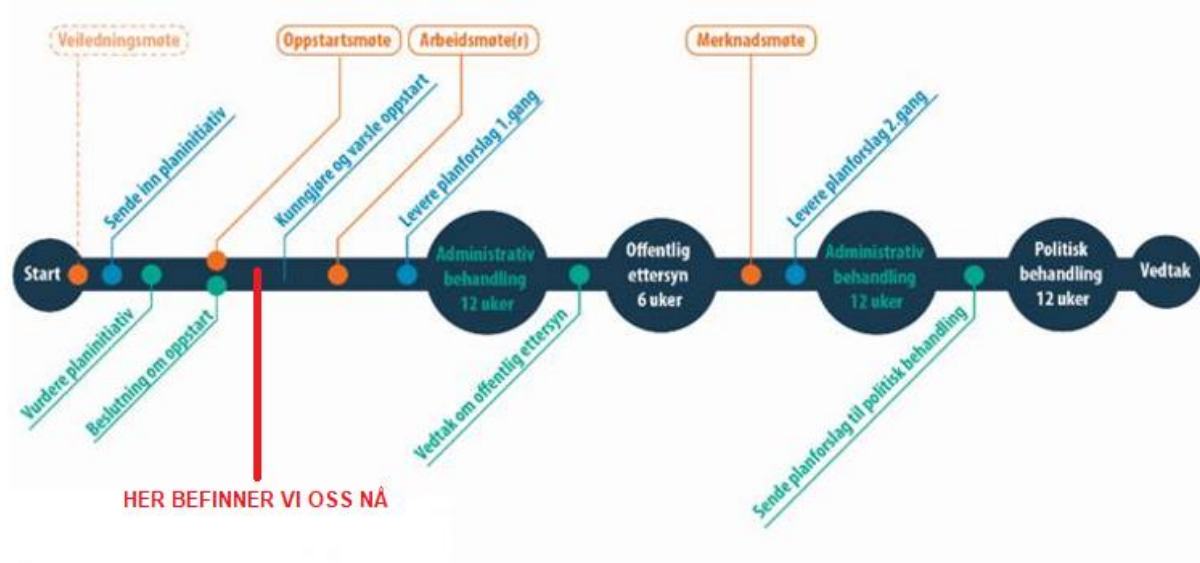 Veiledningsmøte
Oppstartsmøte
Arbeidsmøte(r)
Merknadsmøte
Sende inn planinitiativ
Kunngjøre og varsle oppstart
Levere planforslag 1.gang
Levere planforslag 2.gang
Start
Administrativ
behandling
12 uker
Offentlig
ettersyn
6 uker
Administrativ
behandling
12 uker
Politisk
behandling
12 uker
Vedtak
Vurdere planinitiativ
Beslutning om oppstart
Vedtak om offentlig ettersyn
Sende planforslag til politisk behandling
HER BEFINNER VI OSS NÅ